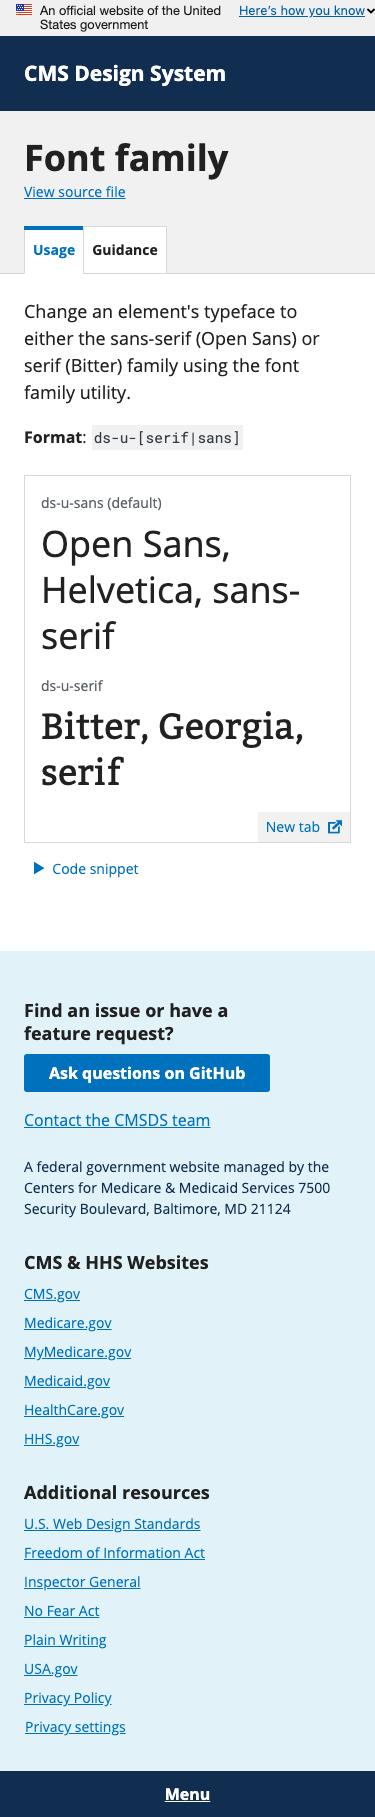 An official website of the United States government
Here's how you know
CMS Design System
Font family
View source file
Usage Guidance
Change an element's typeface to
either the sans-serif (Open Sans) or
serif (Bitter) family using the font
family utility.
Format: ds-u-[serif|sans]
ds-u-sans (default)
Open Sans,
Helvetica, sans-
serif
ds-u-serif
Bitter, Georgia,
serif
New tab
Code snippet
Find an issue or have a
feature request?
Ask questions on GitHub
Contact the CMSDS team
A federal government website managed by the
Centers for Medicare & Medicaid Services 7500
Security Boulevard, Baltimore, MD 21124
CMS & HHS Websites
CMS.gov
Medicare.gov
MyMedicare.gov
Medicaid.gov
HealthCare.gov
HHS.gov
Additional resources
U.S. Web Design Standards
Freedom of Information Act
Inspector General
No Fear Act
Plain Writing
USA.gov
Privacy Policy
Privacy settings
Menu